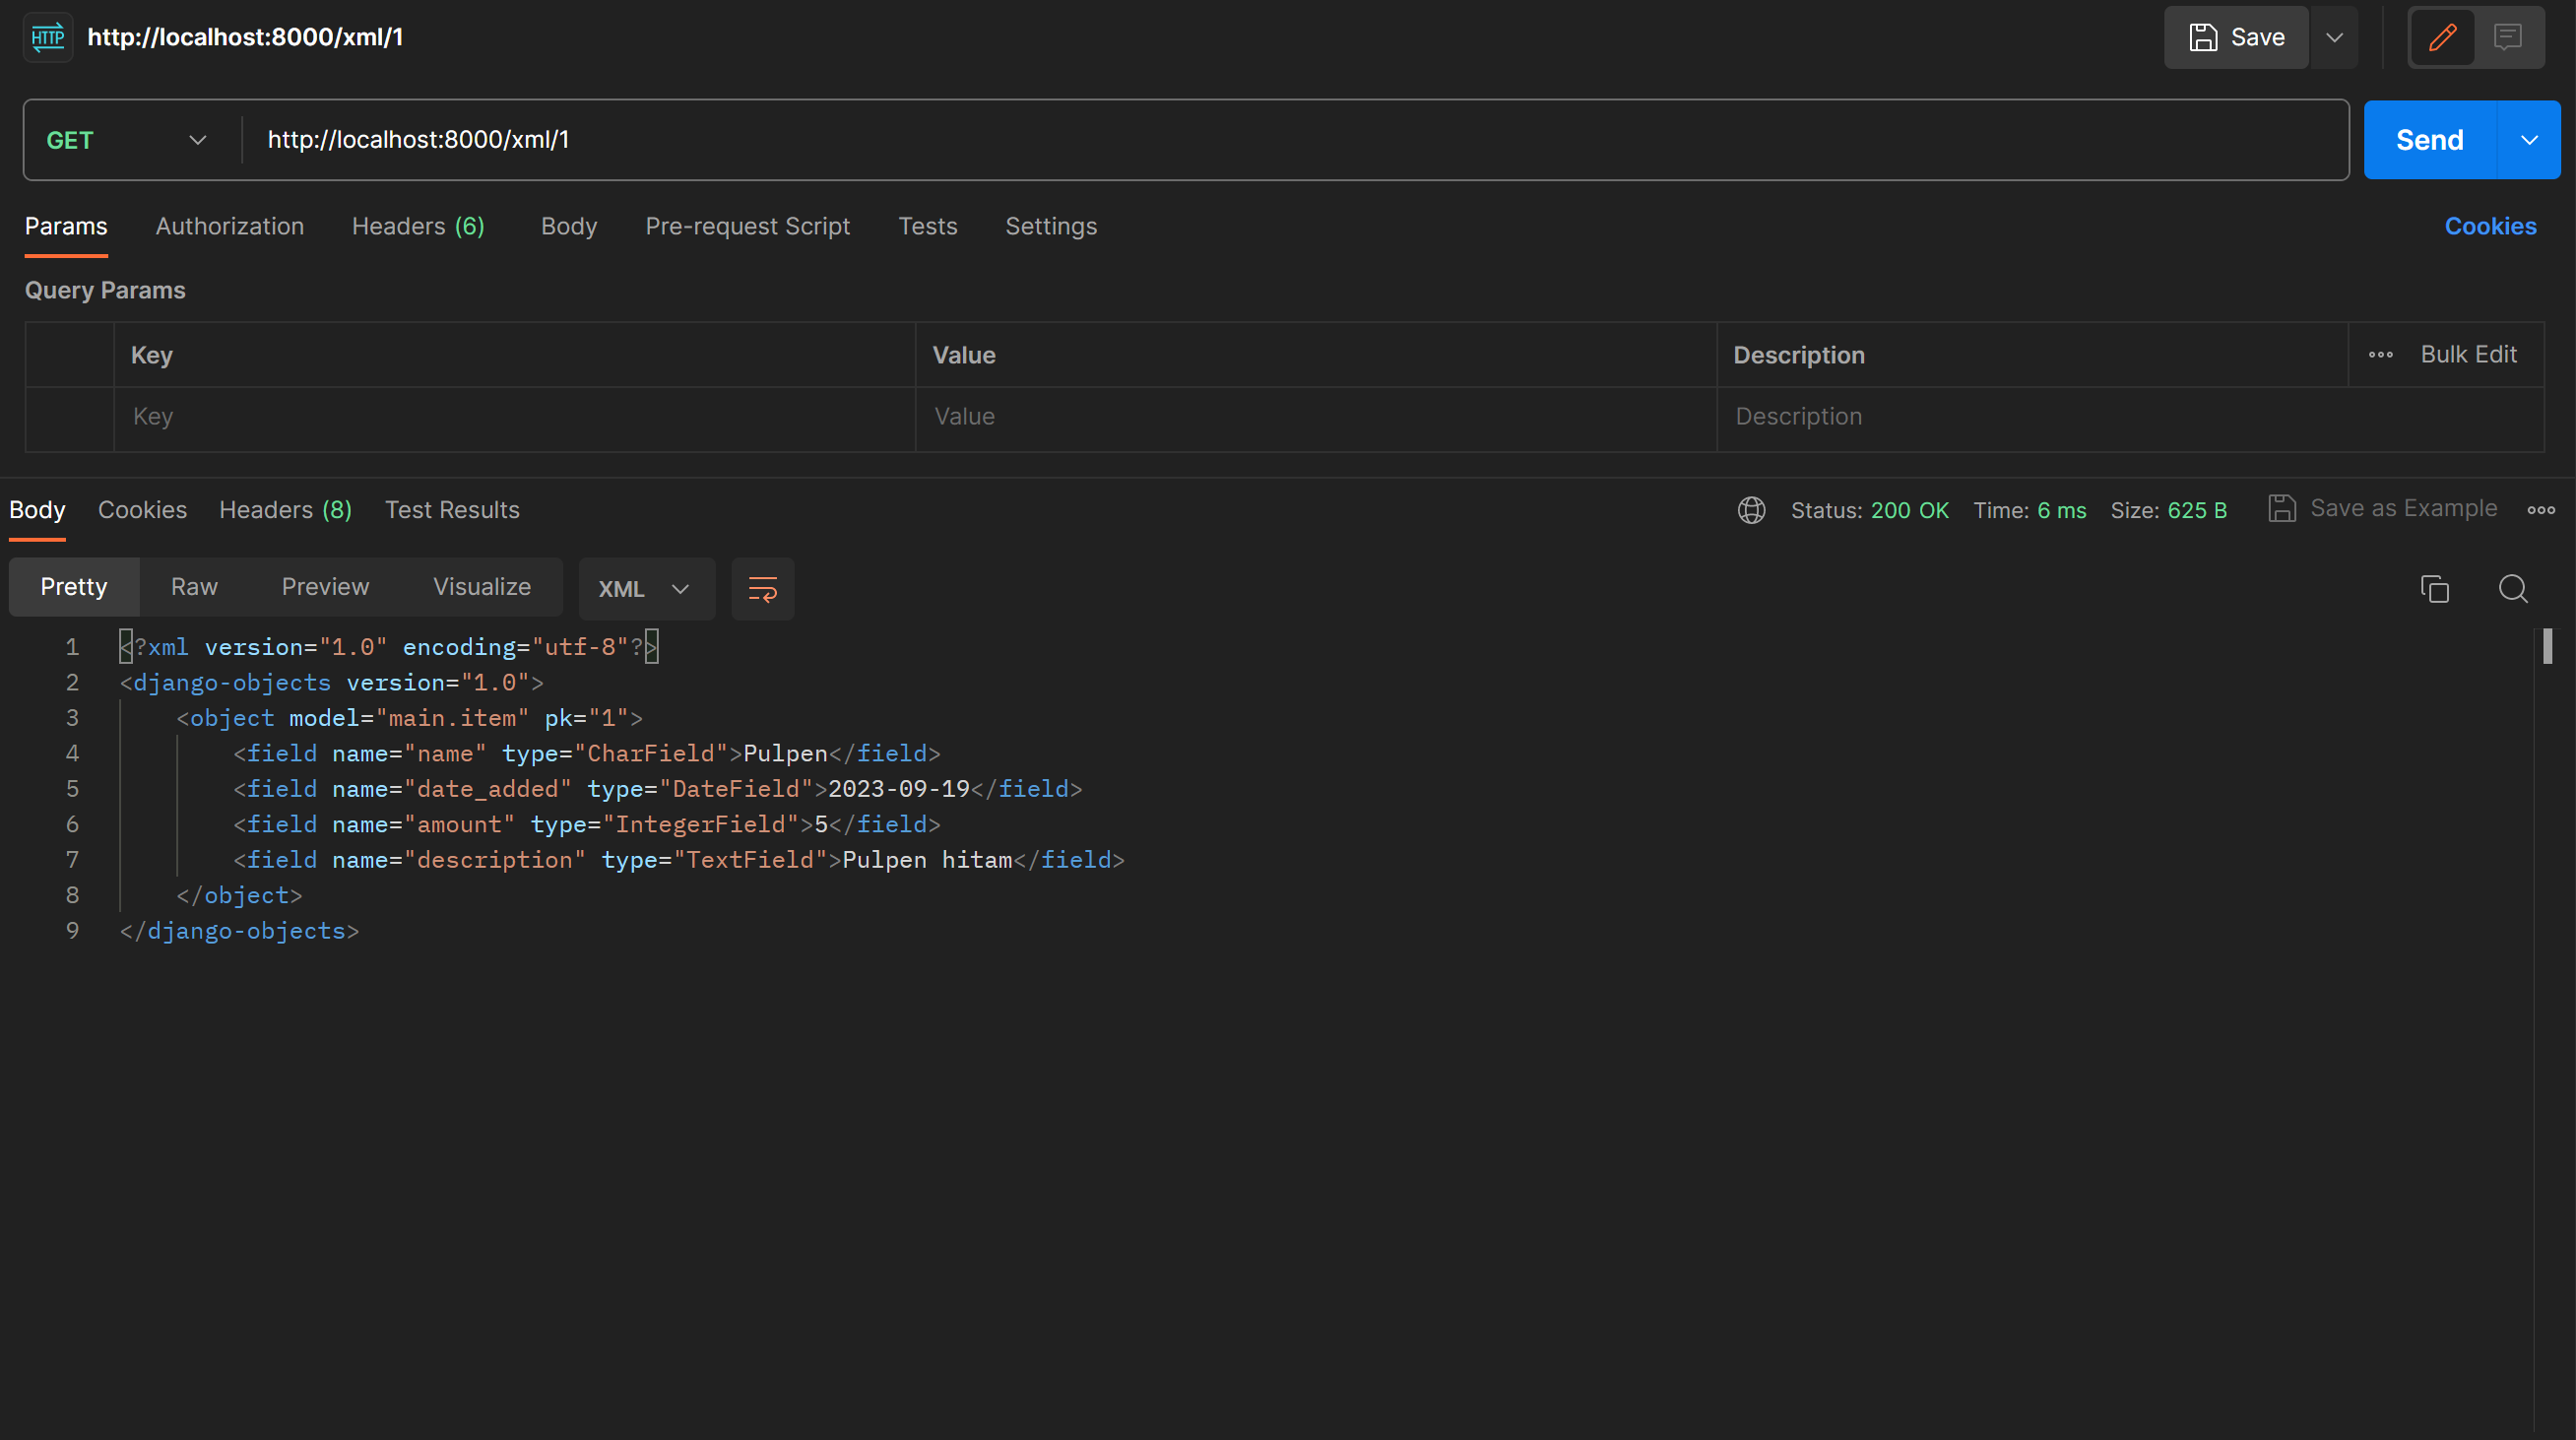 HTTP http://localhost:8000/xml/1 Save
GET http://localhost:8000/xml/1 Send
Params Authorization Headers (6) Body Pre-request Script Tests Settings Cookies
Query Params
Key Value Description Bulk Edit
Key Value Description
Body Cookies Headers (8) Test Results Status: 200 OK Time: 6 ms Size: 625 B Save as Example
Pretty Raw Preview Visualize XML
1 <?xml version="1.0" encoding="utf-8"?>
2 <django-objects version="1.0">
3 <object model="main.item" pk="1">
4 <field name="name" type="CharField">Pulpen</field>
5 <field name="date_added" type="DateField">2023-09-19</field>
6 <field name="amount" type="IntegerField">5</field>
7 <field name="description" type="TextField">Pulpen hitam</field>
8 </object>
9 </django-objects>